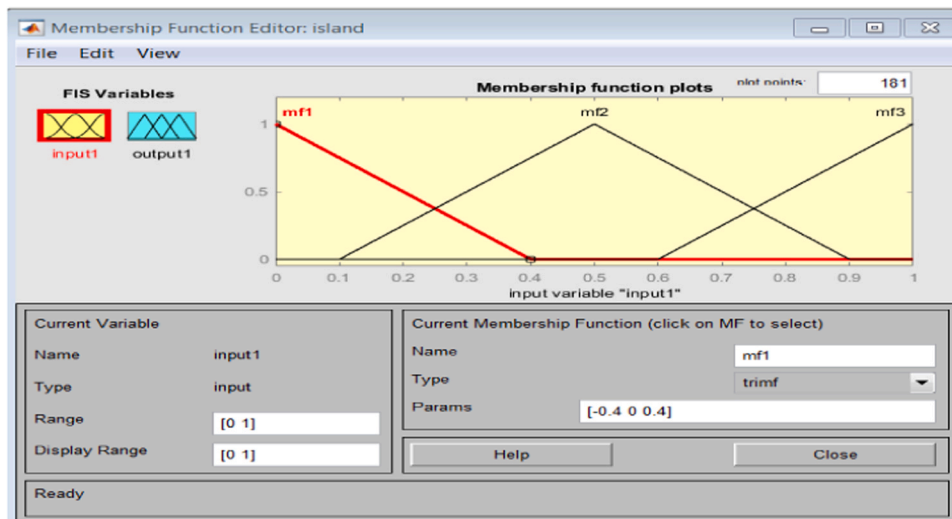 Membership Function Editor: island
File Edit View
FIS Variables
input1
output1
Membership function plots
plot points:
181
mf1
mf2
mf3
1
0.5
0
0 0.1 0.2 0.3 0.4 0.5 0.6 0.7 0.8 0.9 1
input variable "input1"
Current Variable
Name input1
Type input
Range [0 1]
Display Range [0 1]
Current Membership Function (click on MF to select)
Name mf1
Type trimf
Params [-0.4 0 0.4]
Help Close
Ready